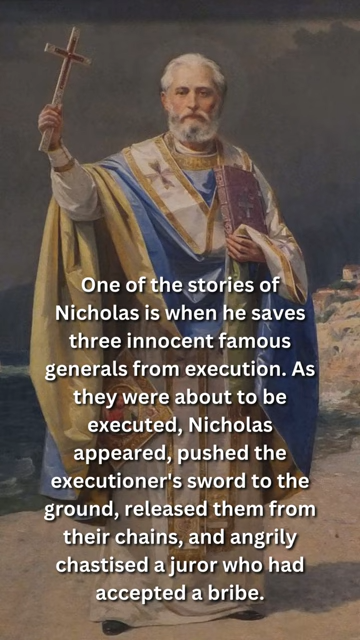 One of the stories of
Nicholas is when he saves
three innocent famous
generals from execution. As
they were about to be
executed, Nicholas
appeared, pushed the
executioner's sword to the
ground, released them from
their chains, and angrily
chastised a juror who had
accepted a bribe.